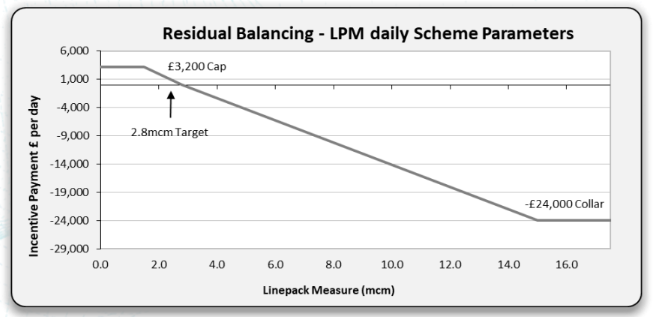 Residual Balancing - LPM daily Scheme Parameters
Incentive Payment £ per day
6,000
1,000
-4,000
-9,000
-14,000
-19,000
-24,000
-29,000
£3,200 Cap
2.8mcm Target
-£24,000 Collar
0.0 2.0 4.0 6.0 8.0 10.0 12.0 14.0 16.0
Linepack Measure (mcm)